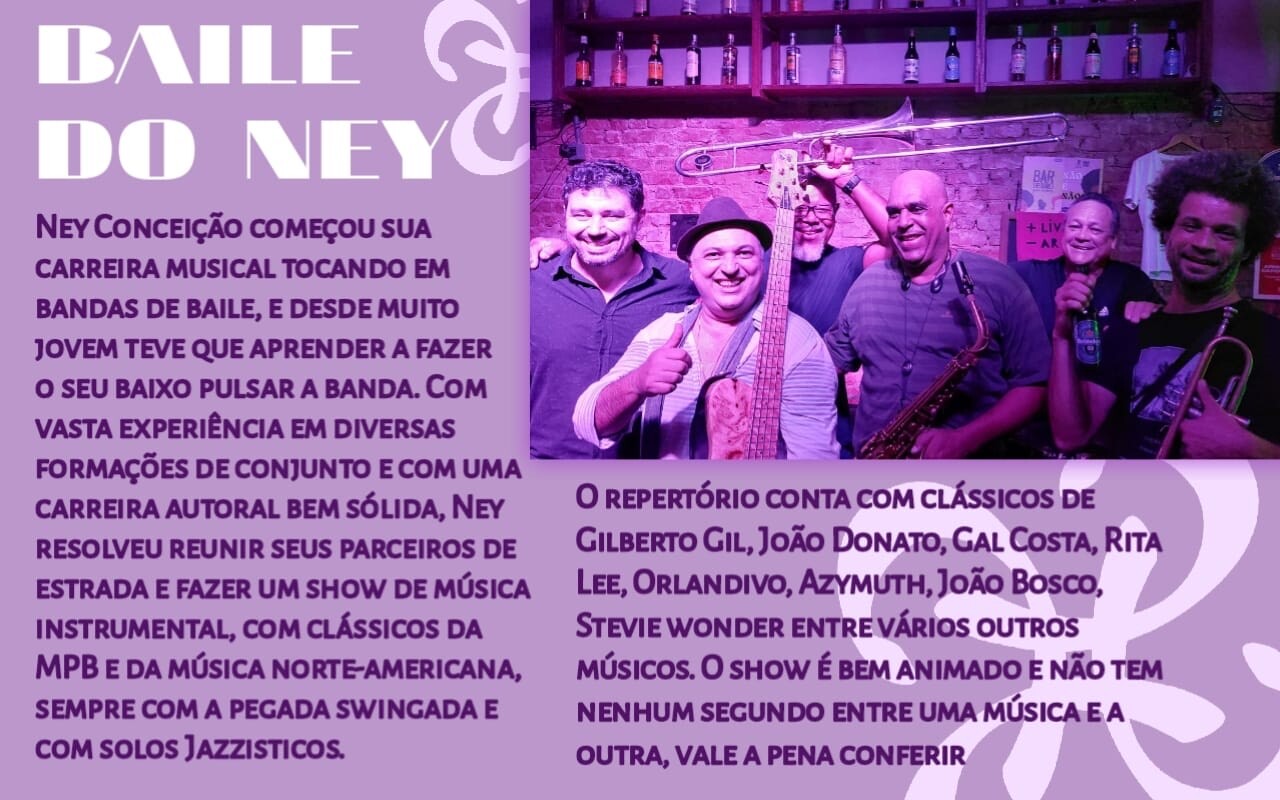 BAILE
DO NEY
Ney Conceição começou sua
carreira musical tocando em
bandas de baile, e desde muito
jovem teve que aprender a fazer
o seu baixo pulsar a banda. Com
vasta experiência em diversas
formações de conjunto e com uma
carreira autoral bem sólida, Ney
resolveu reunir seus parceiros de
estrada e fazer um show de música
instrumental, com clássicos da
MPB e da música norte-americana,
sempre com a pegada swingada e
com solos Jazzisticos.
BAR
NÃO
É
+ LIV
- AR
Heineken
O repertório conta com clássicos de
Gilberto Gil, João Donato, Gal Costa, Rita
Lee, Orlandivo, Azymuth, João Bosco,
Stevie wonder entre vários outros
músicos. O show é bem animado e não tem
nenhum segundo entre uma música e a
outra, vale a pena conferir